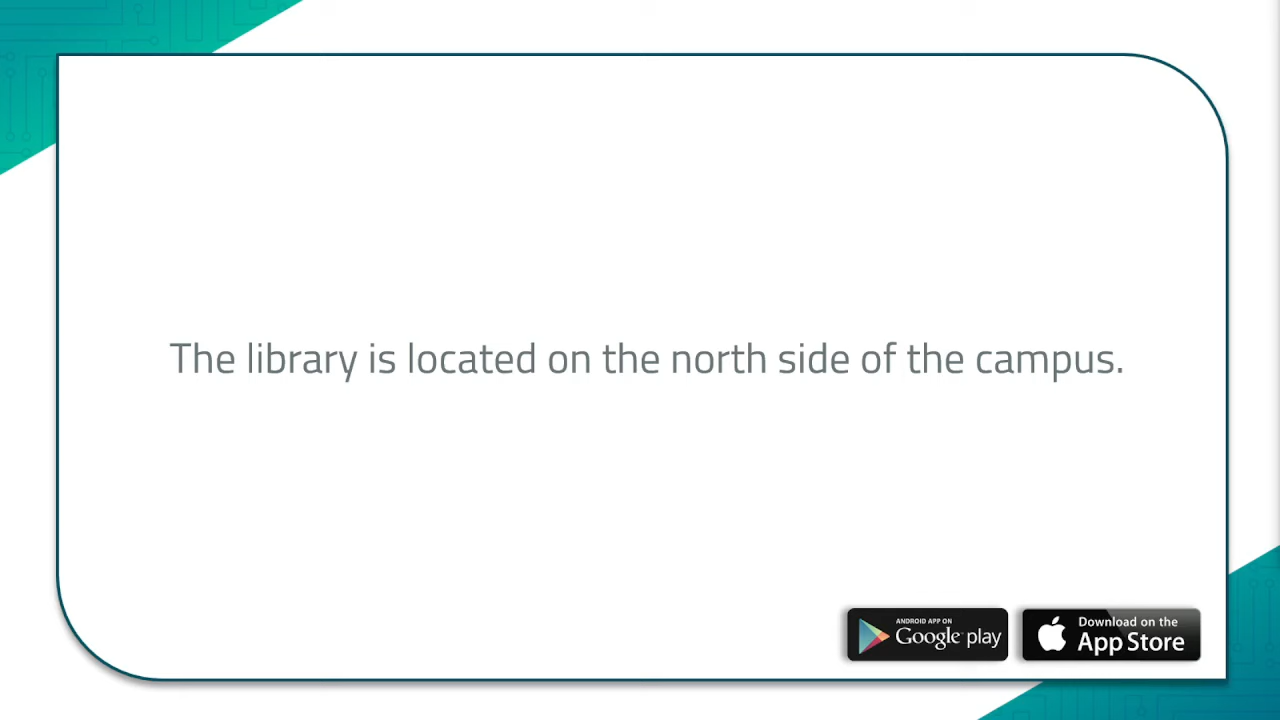 The library is located on the north side of the campus.
ANDROID APP ON
Google play
Download on the
App Store